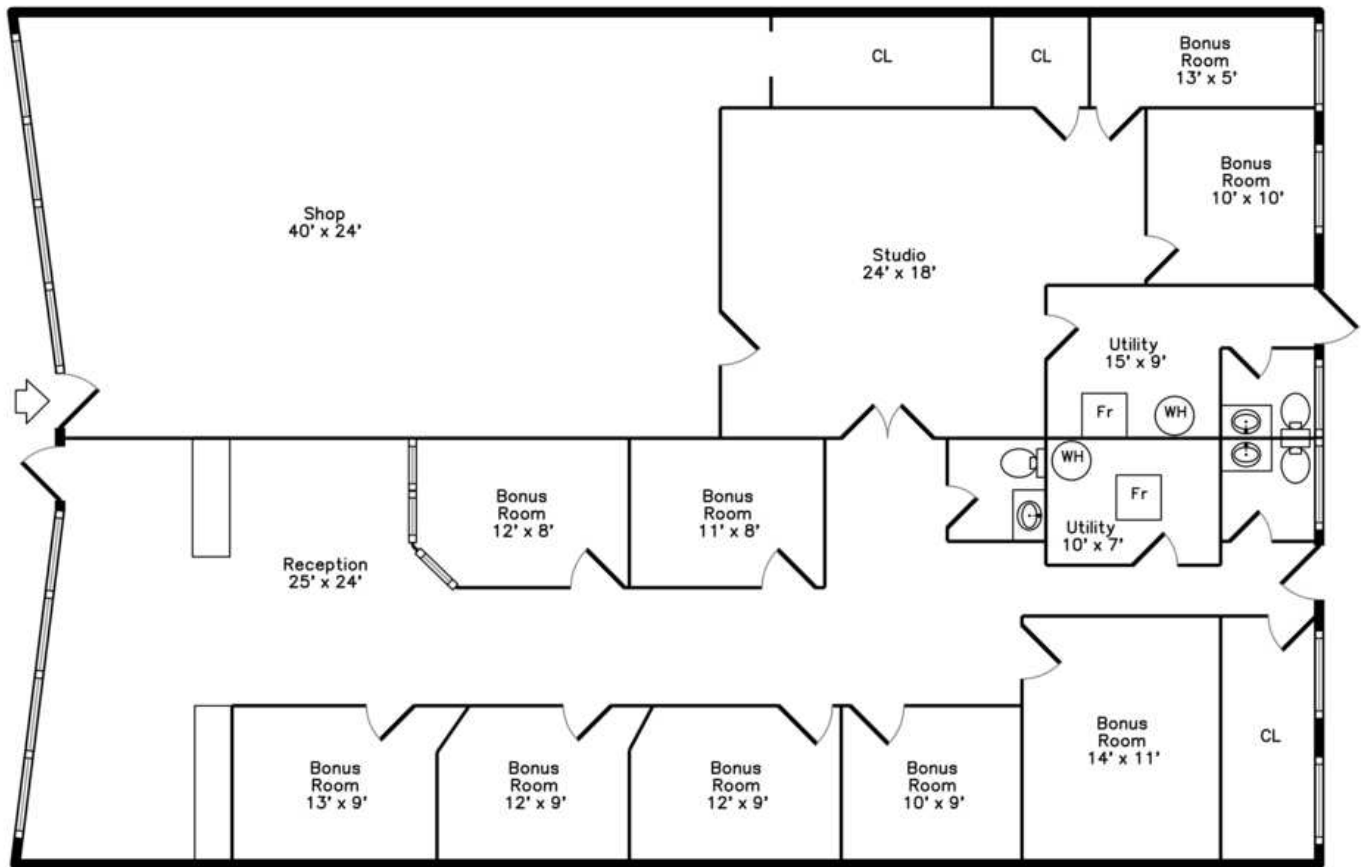 CL
CL
Bonus
Room
13' x 5'
Bonus
Room
10' x 10'
Shop
40' x 24'
Studio
24' x 18'
Utility
15' x 9'
Fr
WH
WH
Fr
Utility
10' x 7'
Bonus
Room
12' x 8'
Bonus
Room
11' x 8'
Reception
25' x 24'
Bonus
Room
14' x 11'
CL
Bonus
Room
13' x 9'
Bonus
Room
12' x 9'
Bonus
Room
12' x 9'
Bonus
Room
10' x 9'